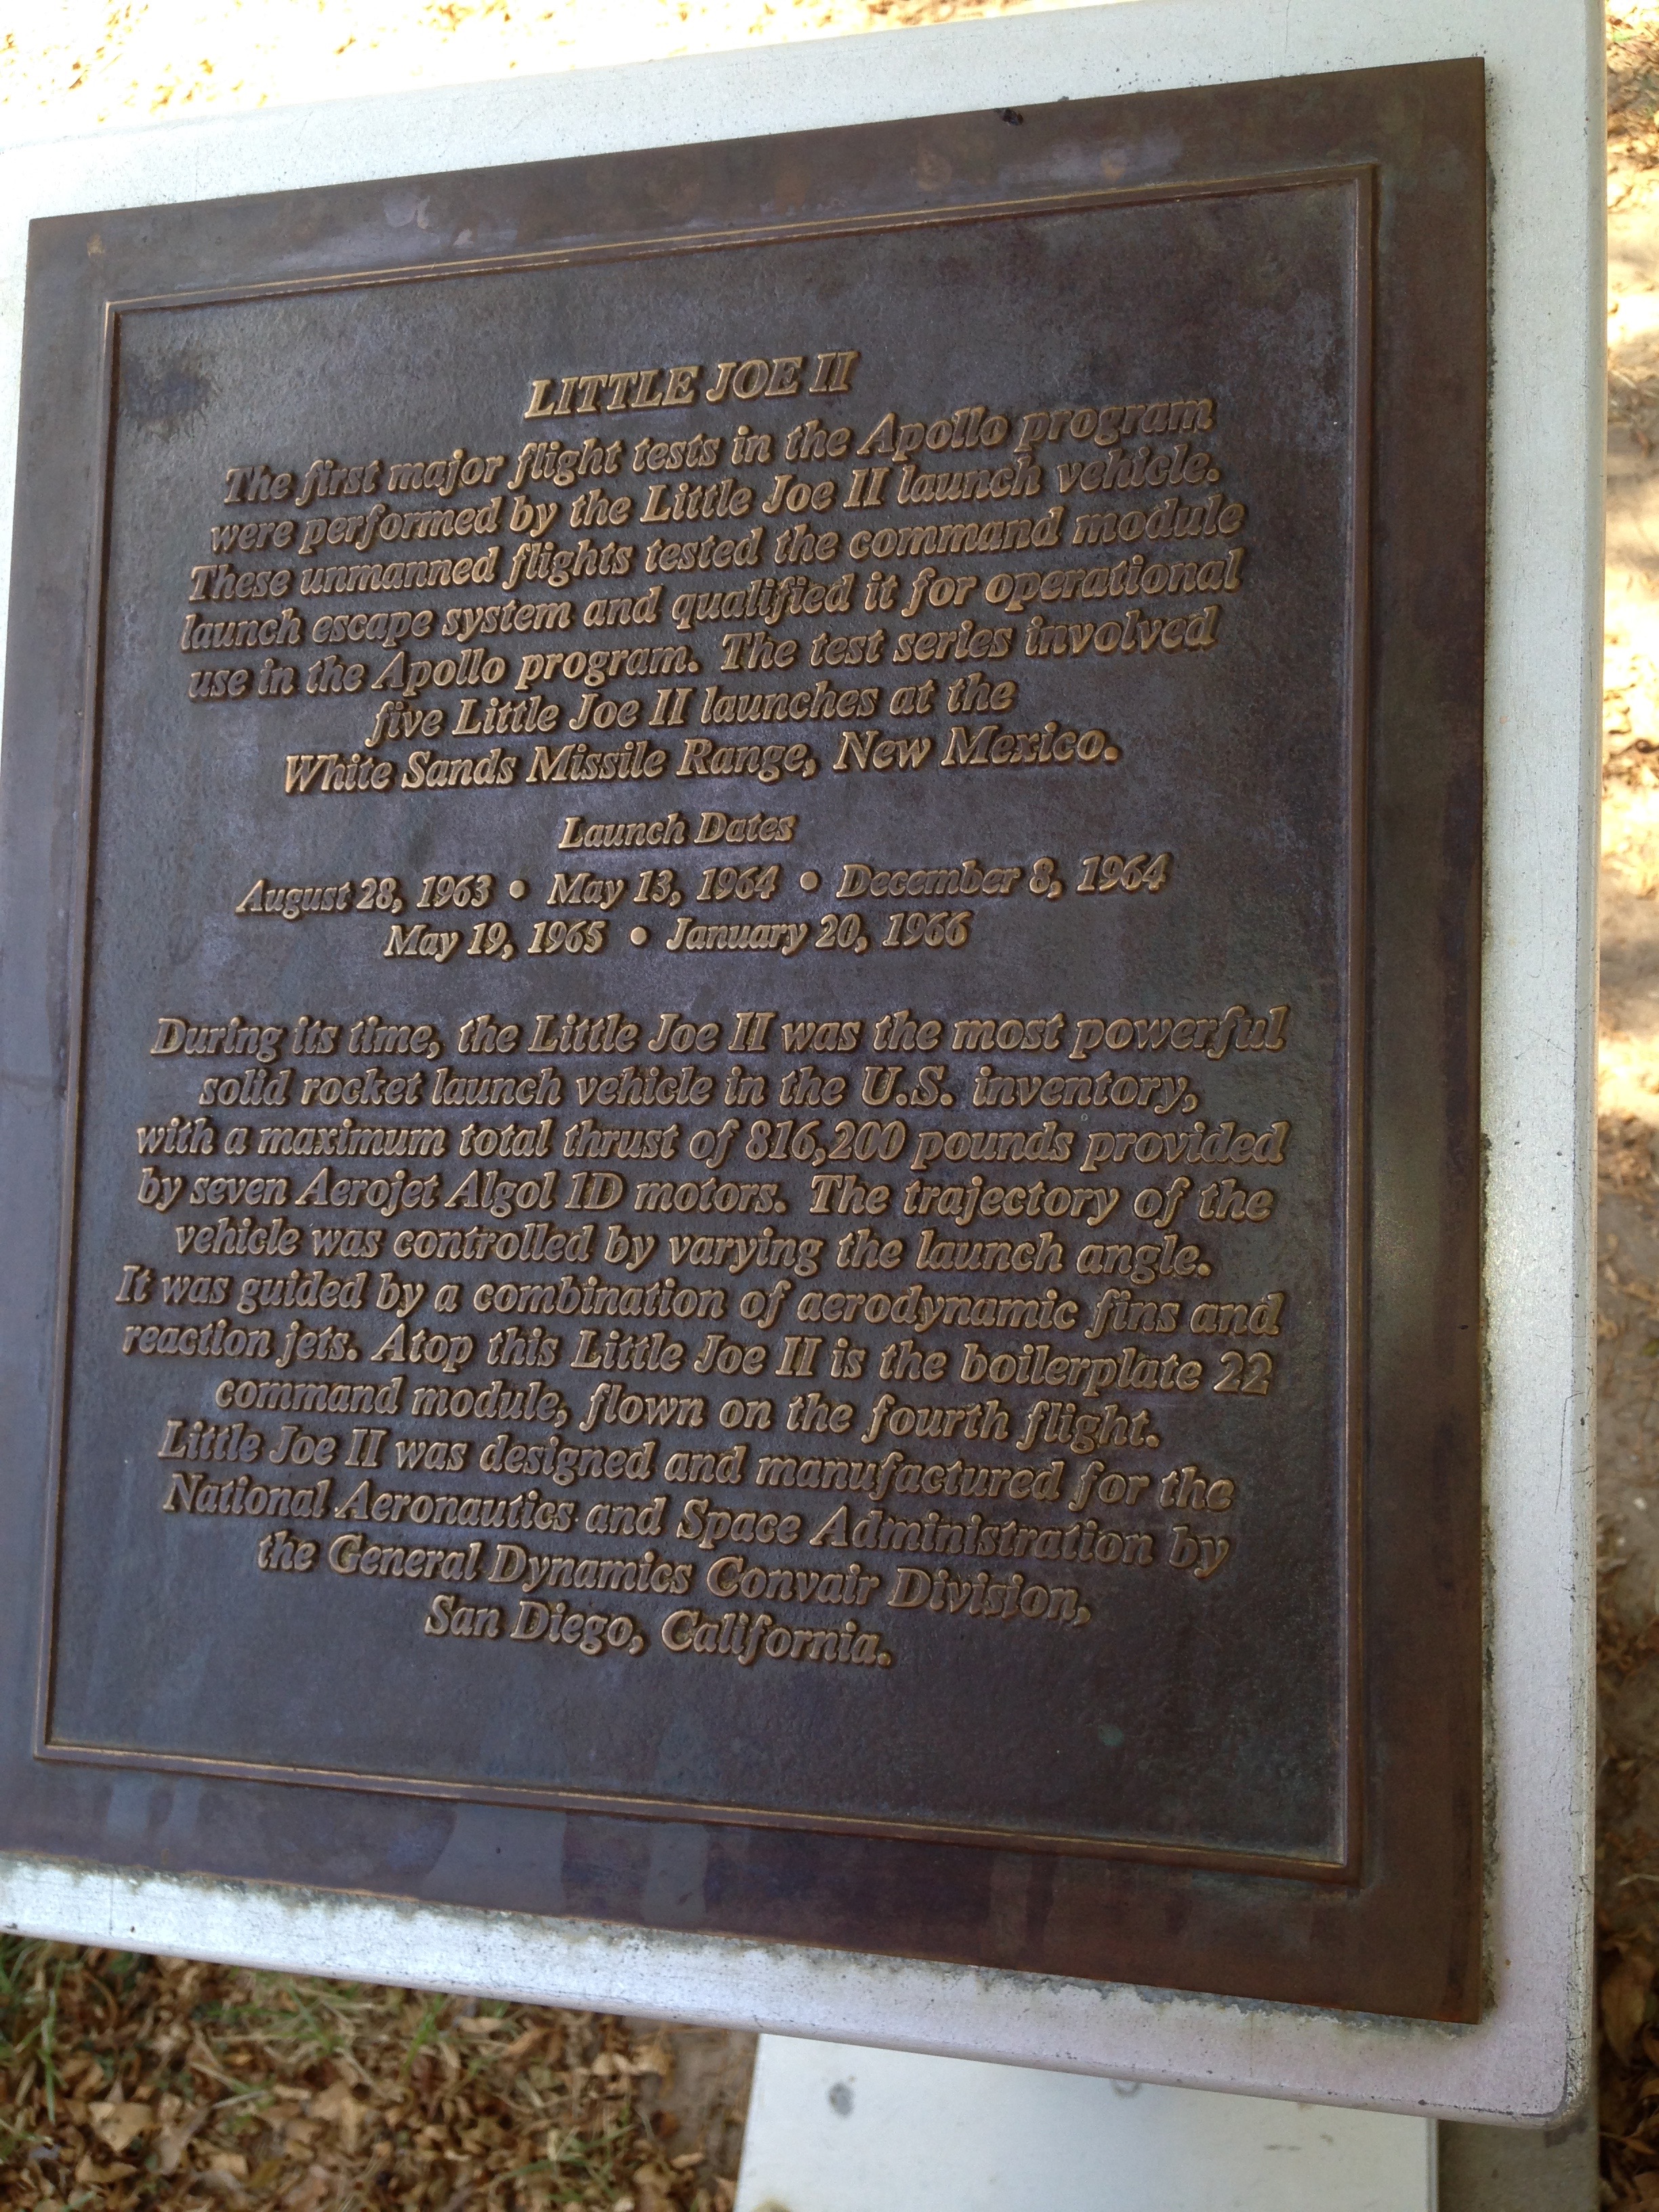 LITTLE JOE II
The first major flight tests in the Apollo program
were performed by the Little Joe II launch vehicle.
These unmanned flights tested the command module
launch escape system and qualified it for operational
use in the Apollo program. The test series involved
five Little Joe II launches at the
White Sands Missile Range, New Mexico.
Launch Dates
August 28, 1963 • May 13, 1964 • December 8, 1964
May 19, 1965 • January 20, 1966
During its time, the Little Joe II was the most powerful
solid rocket launch vehicle in the U.S. inventory,
with a maximum total thrust of 816,200 pounds provided
by seven Aerojet Algol 1D motors. The trajectory of the
vehicle was controlled by varying the launch angle.
It was guided by a combination of aerodynamic fins and
reaction jets. Atop this Little Joe II is the boilerplate 22
command module, flown on the fourth flight.
Little Joe II was designed and manufactured for the
National Aeronautics and Space Administration by
the General Dynamics Convair Division,
San Diego, California.